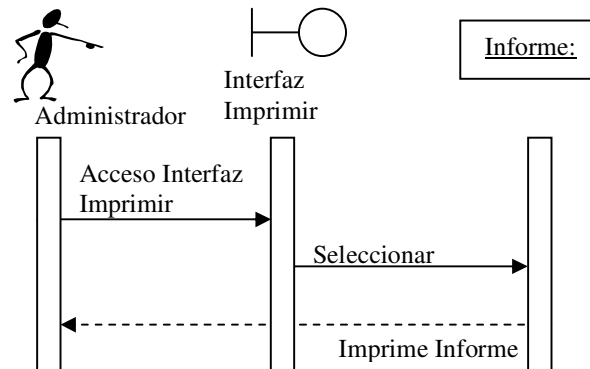 Informe:
Interfaz
Imprimir
Administrador
Acceso Interfaz
Imprimir
Seleccionar
Imprime Informe